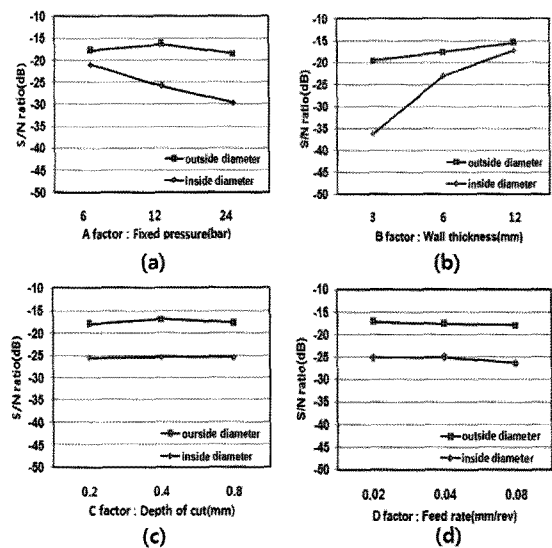 -10
-15
-20
-25
-30
-35
-40
-45
-50
S/N ratio(dB)
outside diameter
inside diameter
6 12 24
A factor : Fixed pressure(bar)
(a)
-10
-15
-20
-25
-30
-35
-40
-45
-50
S/N ratio(dB)
outside diameter
inside diameter
3 6 12
B factor : Wall thickness(mm)
(b)
-10
-15
-20
-25
-30
-35
-40
-45
-50
S/N ratio(dB)
ourside diameter
inside diameter
0.2 0.4 0.8
C factor : Depth of cut(mm)
(c)
-10
-15
-20
-25
-30
-35
-40
-45
-50
S/N ratio(dB)
outside diameter
inside diameter
0.02 0.04 0.08
D factor : Feed rate(mm/rev)
(d)